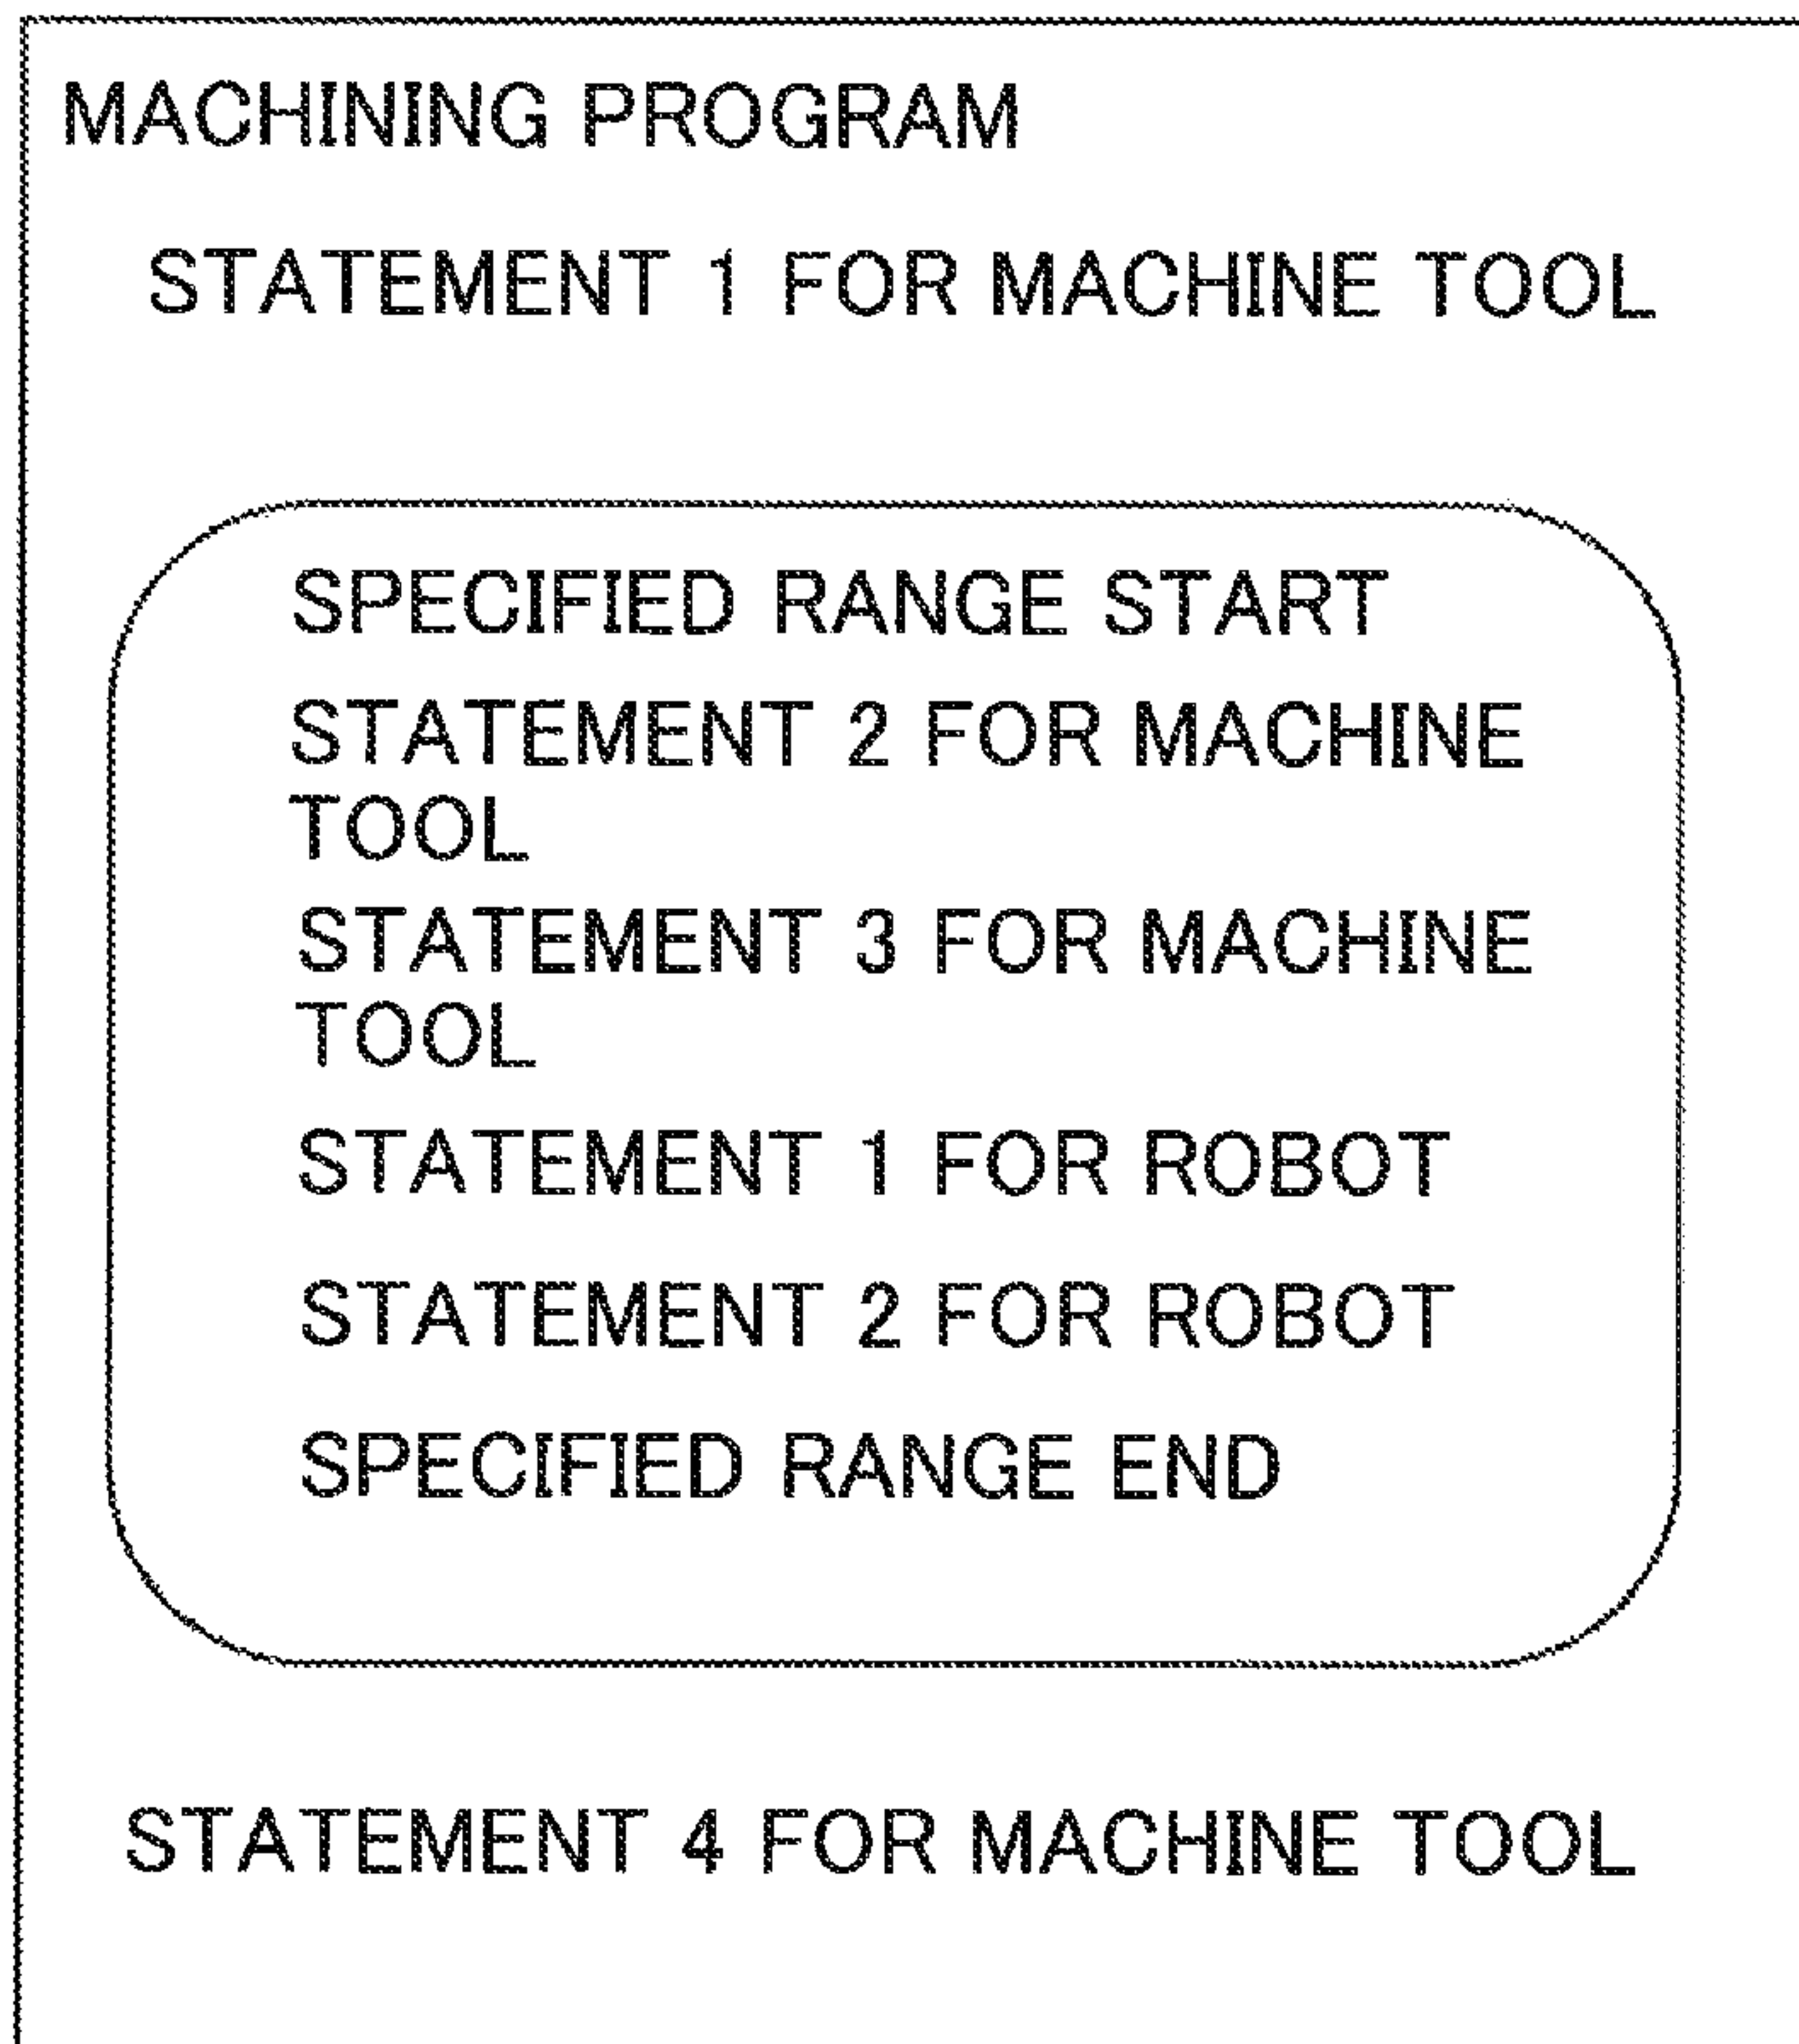 MACHINING PROGRAM
STATEMENT 1 FOR MACHINE TOOL
SPECIFIED RANGE START
STATEMENT 2 FOR MACHINE
TOOL
STATEMENT 3 FOR MACHINE
TOOL
STATEMENT 1 FOR ROBOT
STATEMENT 2 FOR ROBOT
SPECIFIED RANGE END
STATEMENT 4 FOR MACHINE TOOL